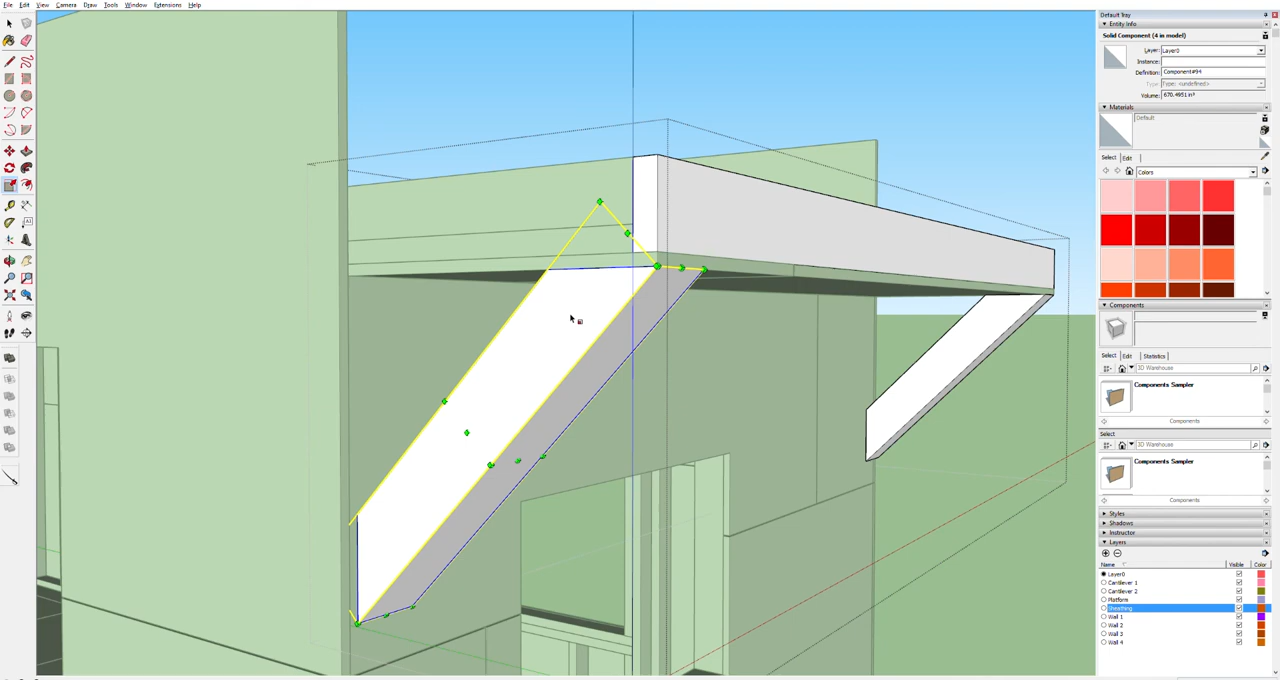 File Edit View Camera Draw Tools Window Extensions Help
Default Tray
Entity Info
Solid Component (4 in model)
Layer: Layer0
Instance:
Definition: Component#94
Type: Type: <undefined>
Volume: 670.4951 in³
Materials
Default
Select Edit
Colors
Components
Select Edit Statistics
3D Warehouse
Components Sampler
Components
Select
3D Warehouse
Components Sampler
Components
Styles
Shadows
Instructor
Layers
Name Visible Color
Layer0
Cantilever 1
Cantilever 2
Platform
Sheathing
Wall 1
Wall 2
Wall 3
Wall 4